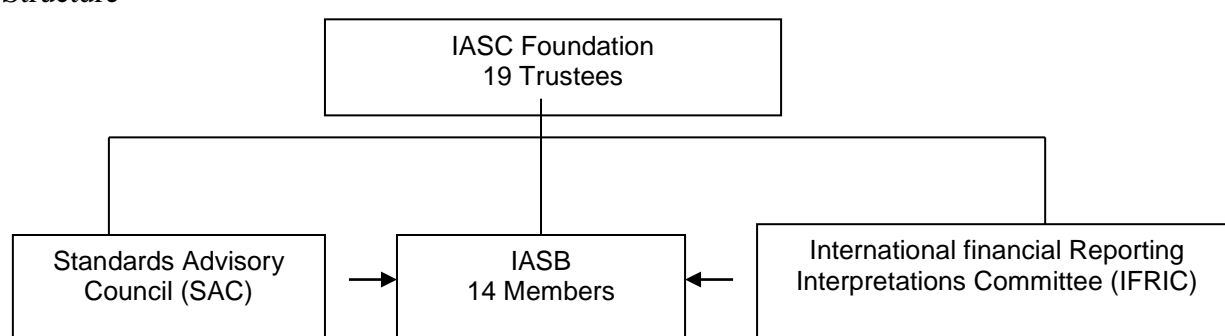 Structure
IASC Foundation
19 Trustees
Standards Advisory
Council (SAC)
IASB
14 Members
International financial Reporting
Interpretations Committee (IFRIC)